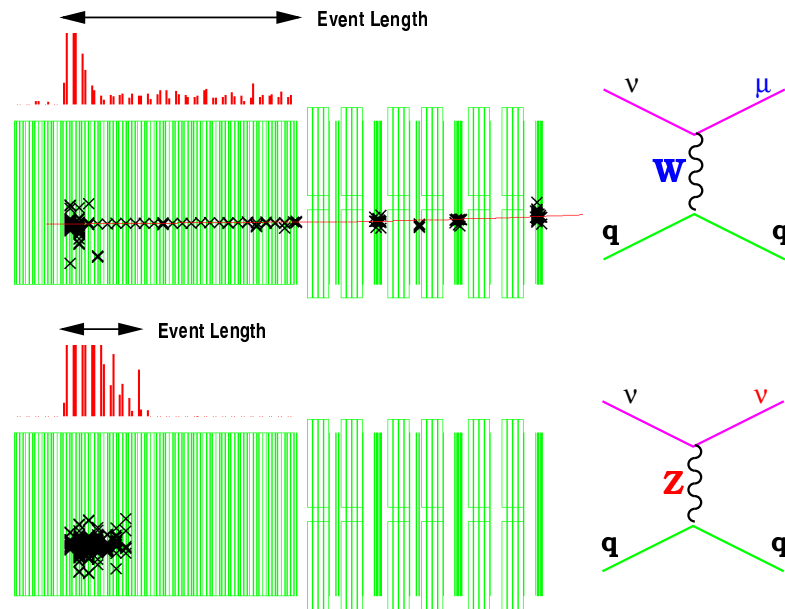 Event Length
ν μ
W
q q
Event Length
ν ν
Z
q q